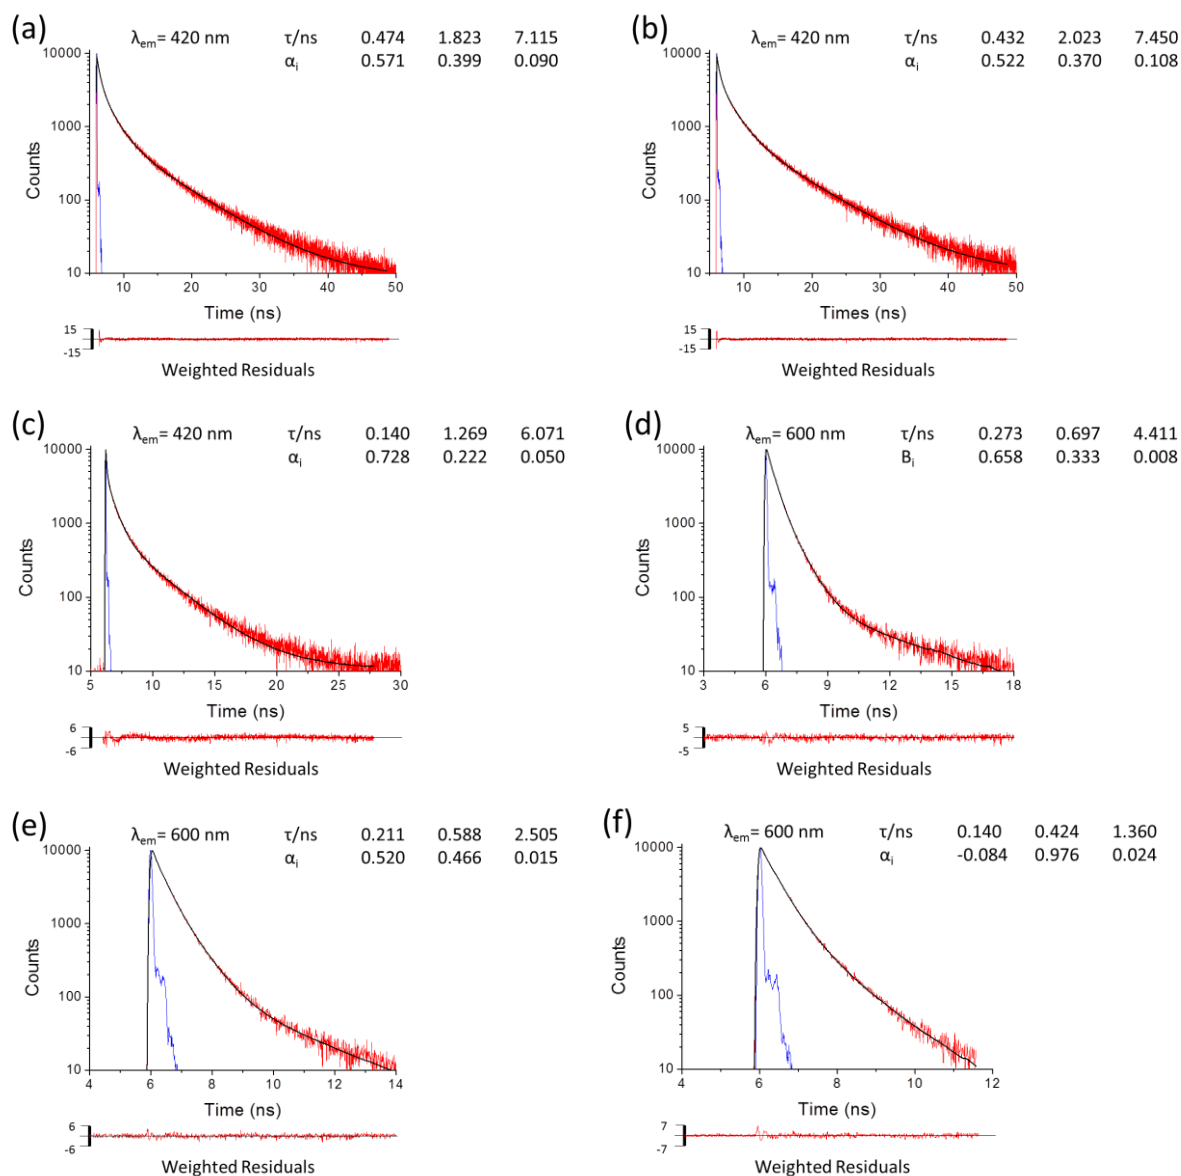 (a)
λem= 420 nm τ/ns 0.474 1.823 7.115
αi 0.571 0.399 0.090
10000
1000
100
10
Counts
10 20 30 40 50
Time (ns)
15
-15
Weighted Residuals
(b)
λem= 420 nm τ/ns 0.432 2.023 7.450
αi 0.522 0.370 0.108
10000
1000
100
10
Counts
10 20 30 40 50
Times (ns)
15
-15
Weighted Residuals
(c)
λem= 420 nm τ/ns 0.140 1.269 6.071
αi 0.728 0.222 0.050
10000
1000
100
10
Counts
5 10 15 20 25 30
Time (ns)
6
-6
Weighted Residuals
(d)
λem= 600 nm τ/ns 0.273 0.697 4.411
Bi 0.658 0.333 0.008
10000
1000
100
10
Counts
3 6 9 12 15 18
Time (ns)
5
-5
Weighted Residuals
(e)
λem= 600 nm τ/ns 0.211 0.588 2.505
αi 0.520 0.466 0.015
10000
1000
100
10
Counts
4 6 8 10 12 14
Time (ns)
6
-6
Weighted Residuals
(f)
λem= 600 nm τ/ns 0.140 0.424 1.360
αi -0.084 0.976 0.024
10000
1000
100
10
Counts
4 6 8 10 12
Time (ns)
7
-7
Weighted Residuals